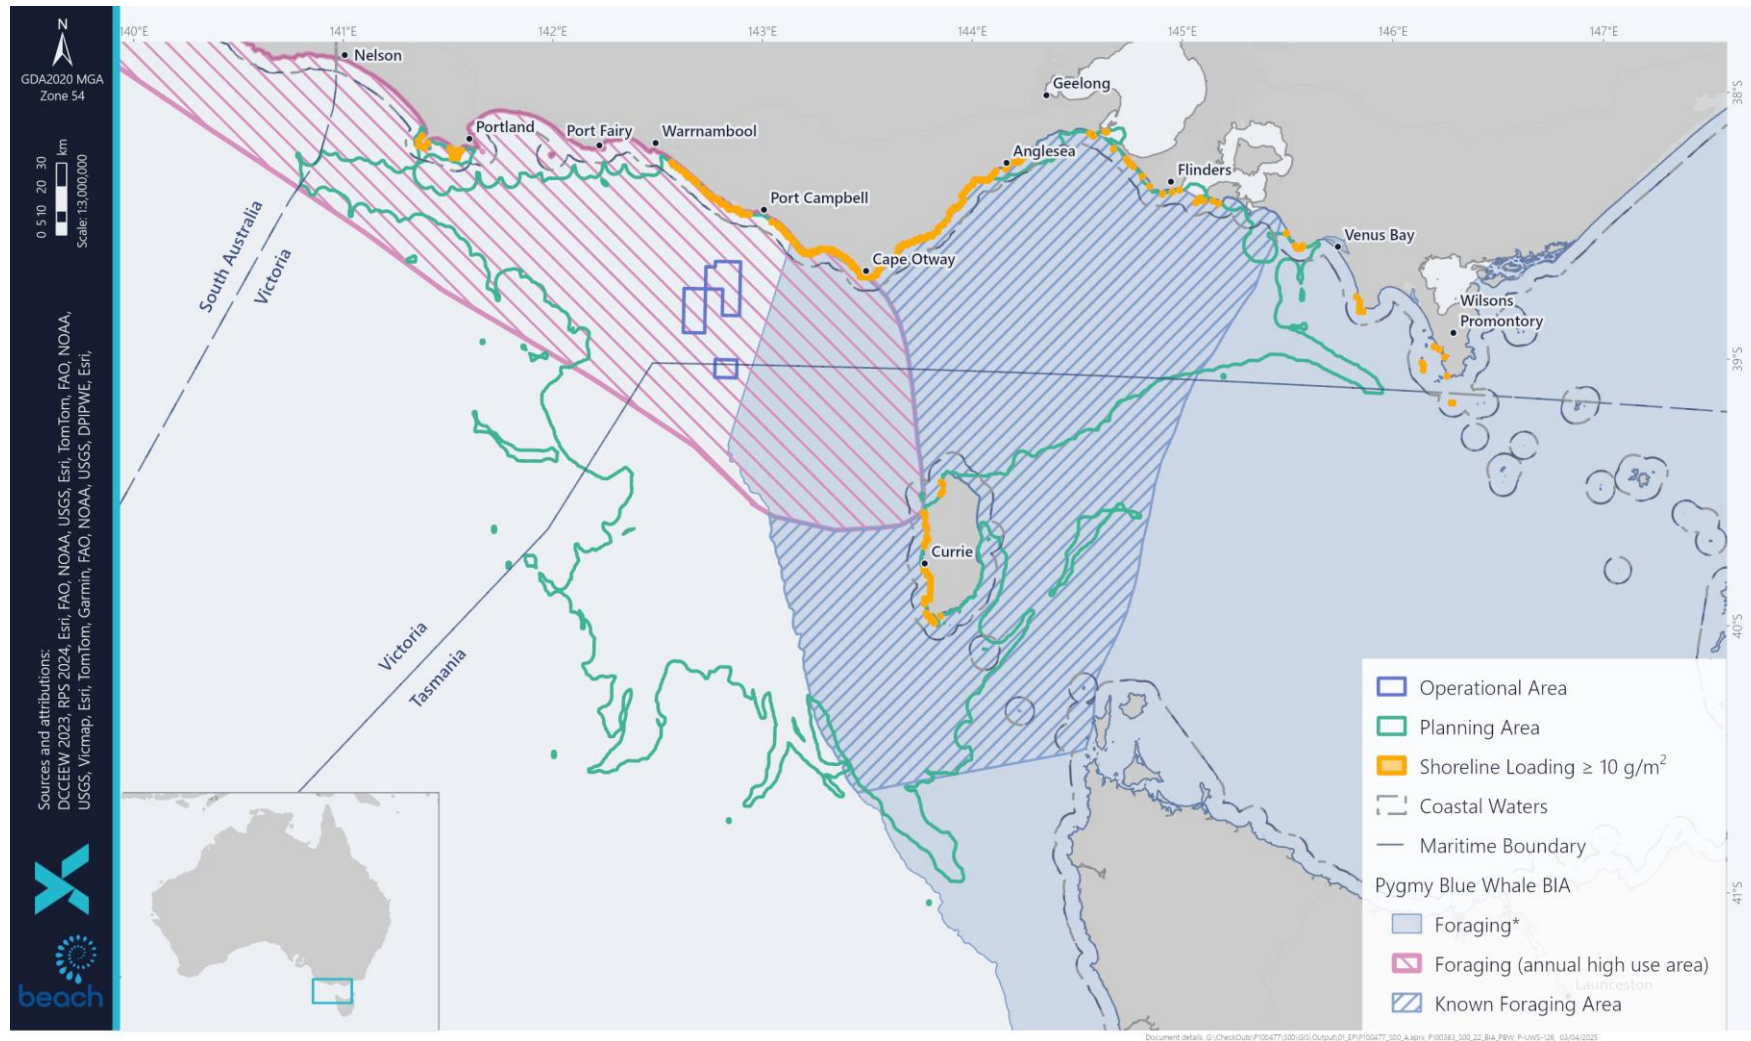 N
GDA2020 MGA
Zone 54
0 5 10 20 30
km
Scale: 1:3,000,000
Sources and attributions:
DCCEEW 2023, RPS 2024, Esri, FAO, NOAA, USGS, Esri, TomTom, FAO, NOAA,
USGS, Vicmap, Esri, TomTom, Garmin, FAO, NOAA, USGS, DPIPWE, Esri,
beach
140°E
141°E
142°E
143°E
144°E
145°E
146°E
147°E
38°S
39°S
40°S
41°S
Nelson
Portland
Port Fairy
Warrnambool
Port Campbell
Cape Otway
Geelong
Anglesea
Flinders
Venus Bay
Wilsons
Promontory
Currie
South Australia
Victoria
Victoria
Tasmania
Operational Area
Planning Area
Shoreline Loading ≥ 10 g/m²
Coastal Waters
Maritime Boundary
Pygmy Blue Whale BIA
Foraging*
Foraging (annual high use area)
Launceston
Known Foraging Area